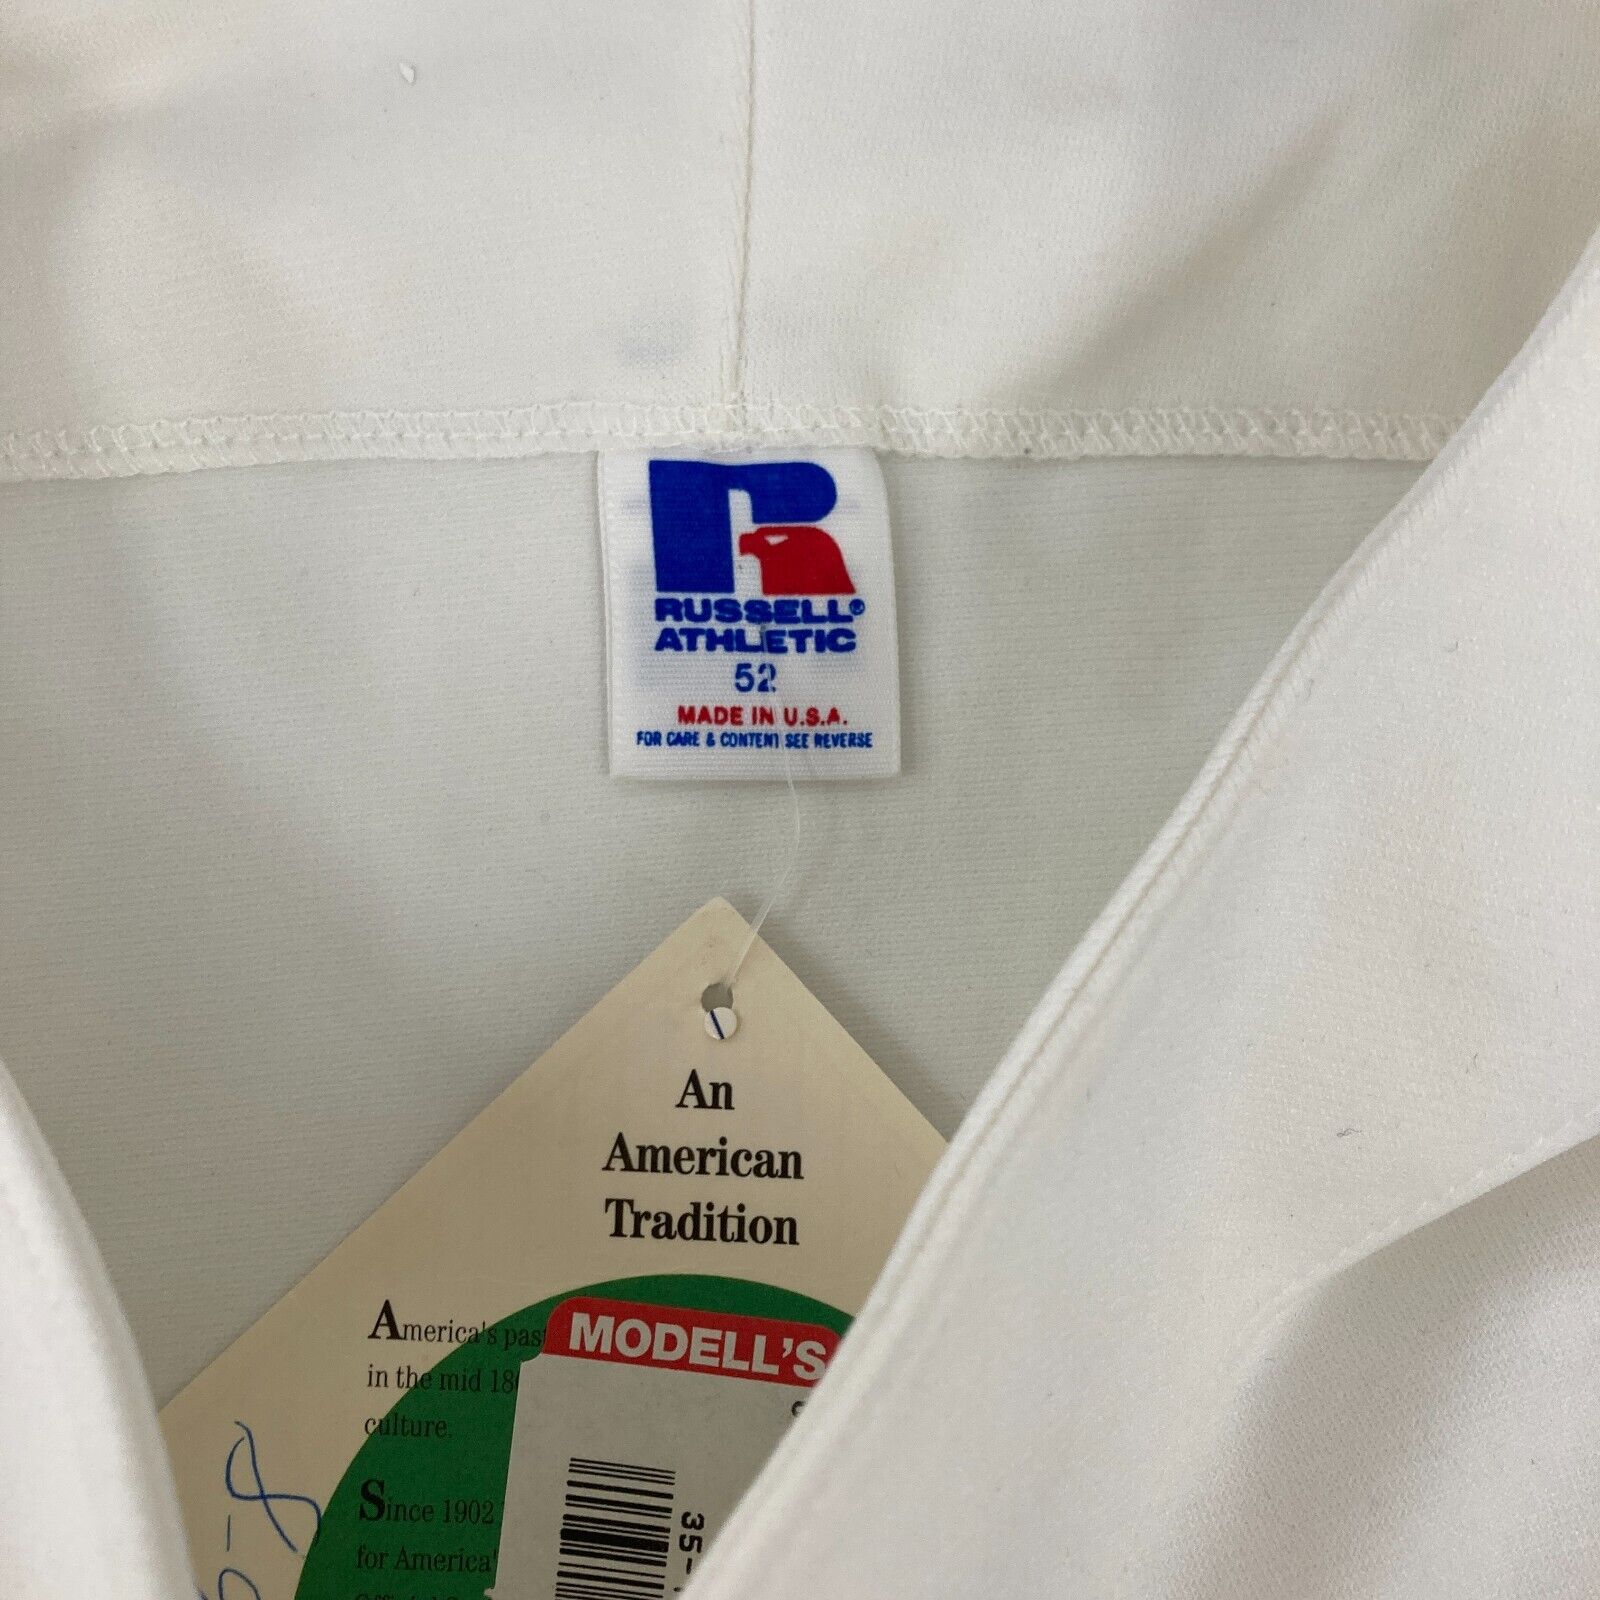 RUSSELL®
ATHLETIC
52
MADE IN U.S.A.
FOR CARE & CONTENT SEE REVERSE
An
American
Tradition
America's
in the mid
culture.
Since 1902
for America'
MODELL'S
35-